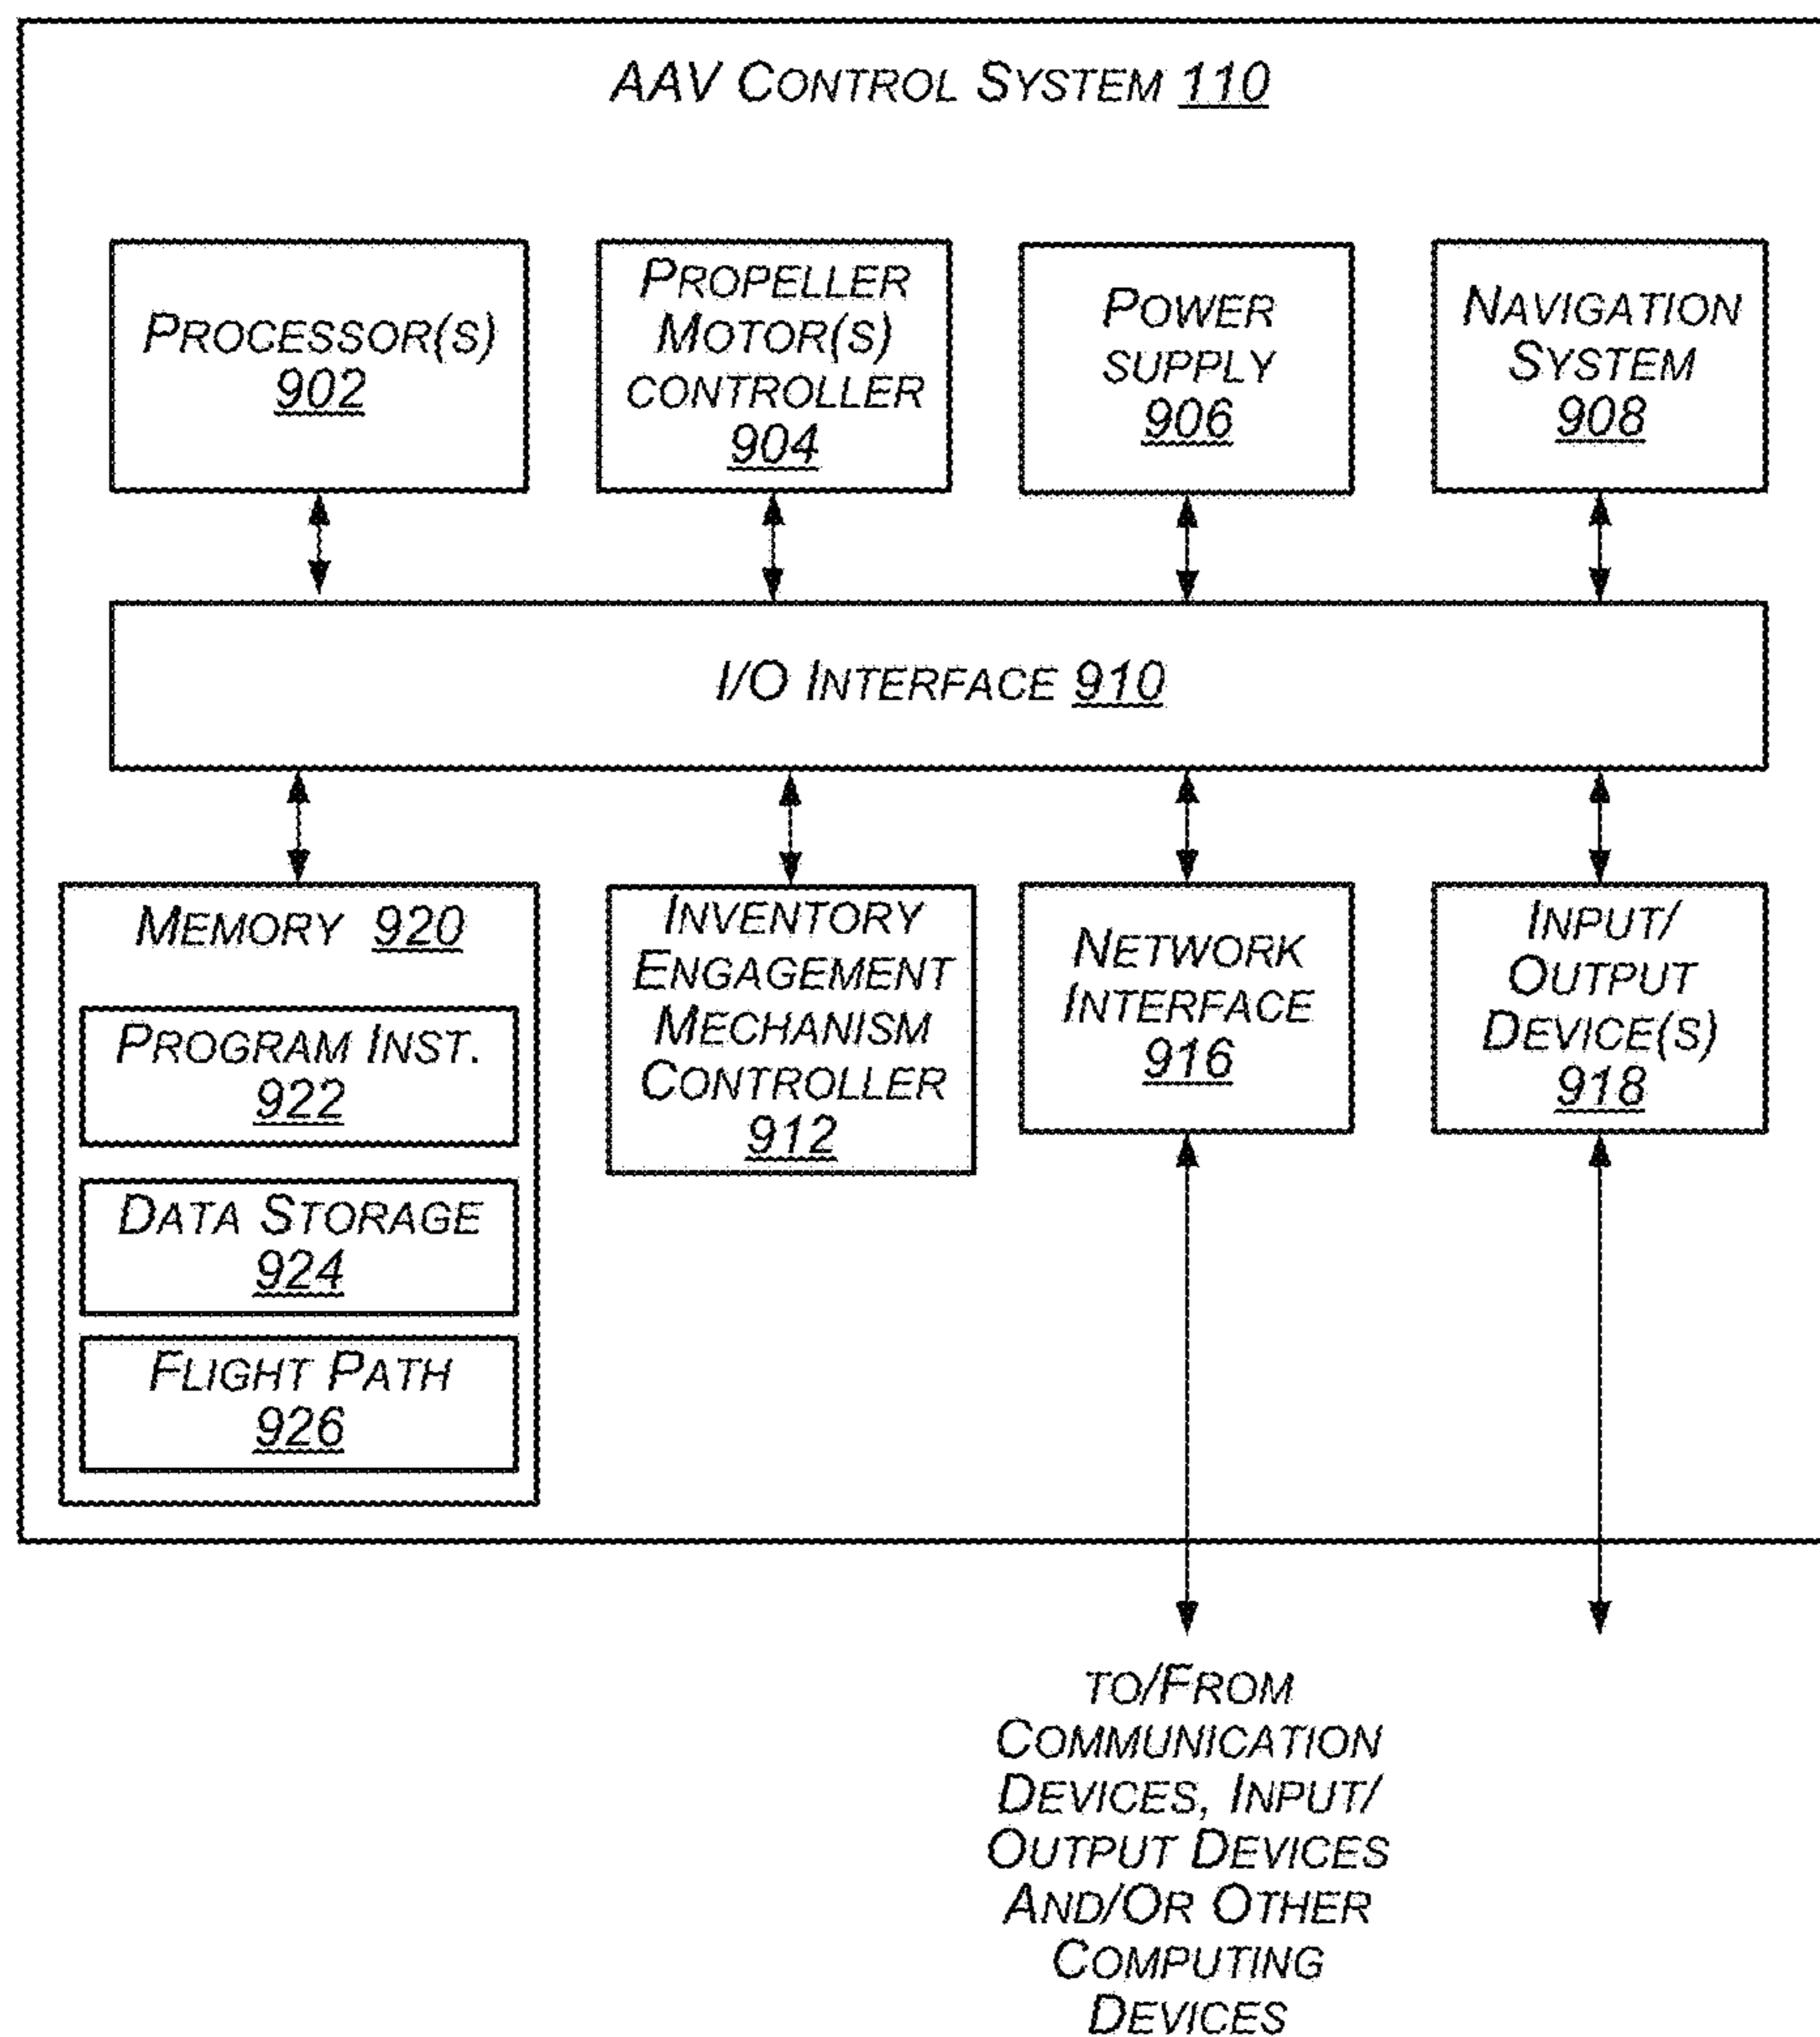 AAV CONTROL SYSTEM 110
PROCESSOR(S)
902
PROPELLER
MOTOR(S)
CONTROLLER
904
POWER
SUPPLY
906
NAVIGATION
SYSTEM
908
I/O INTERFACE 910
MEMORY 920
PROGRAM INST.
922
DATA STORAGE
924
FLIGHT PATH
926
INVENTORY
ENGAGEMENT
MECHANISM
CONTROLLER
912
NETWORK
INTERFACE
916
INPUT/
OUTPUT
DEVICE(S)
918
TO/FROM
COMMUNICATION
DEVICES, INPUT/
OUTPUT DEVICES
AND/OR OTHER
COMPUTING
DEVICES